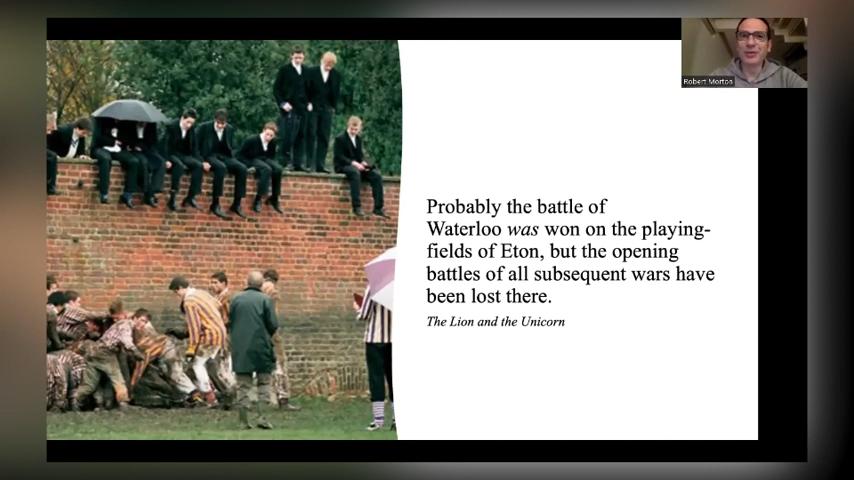 Robert Morton
Probably the battle of
Waterloo was won on the playing-
fields of Eton, but the opening
battles of all subsequent wars have
been lost there.
The Lion and the Unicorn